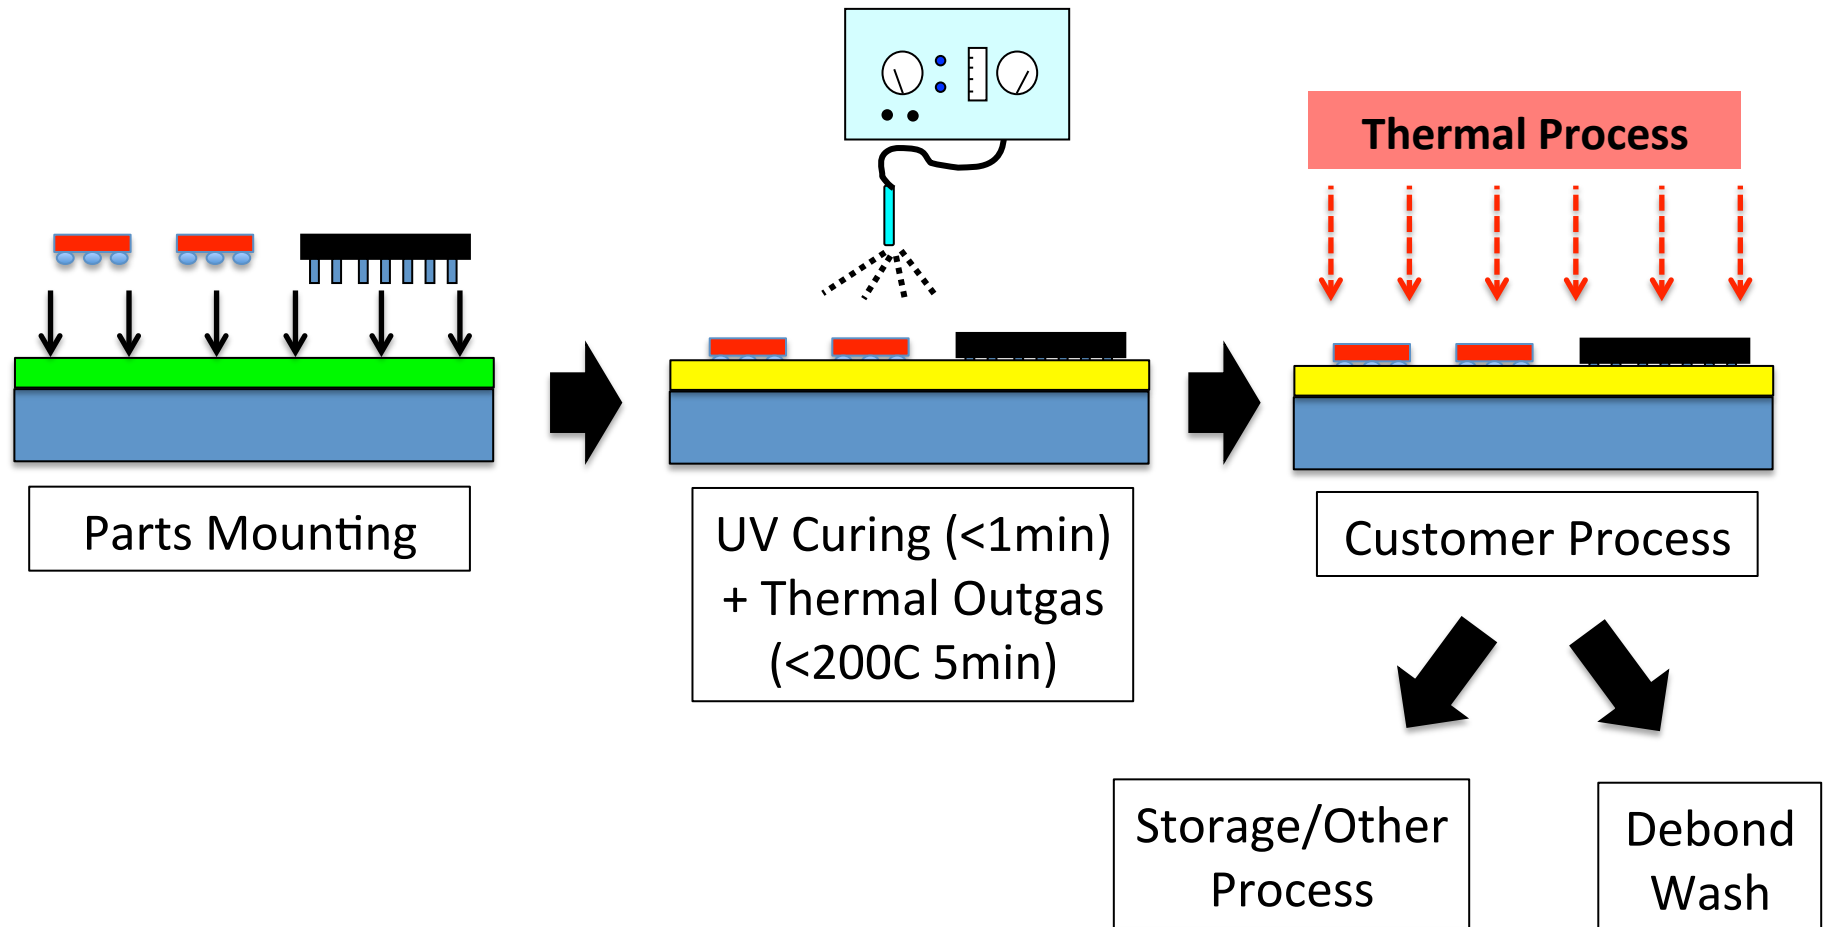 Thermal Process
Parts Mounting
UV Curing (<1min)
+ Thermal Outgas
(<200C 5min)
Customer Process
Storage/Other
Process
Debond
Wash